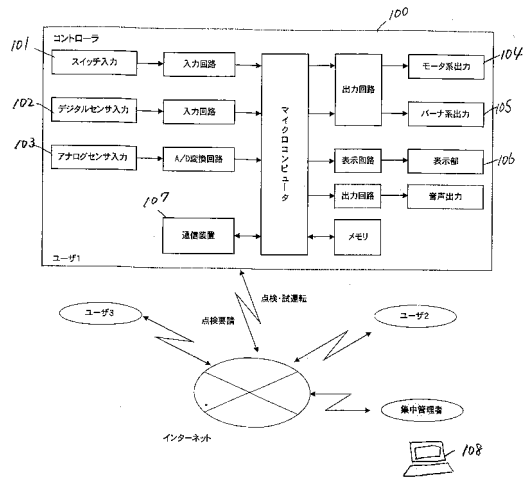 100
コントローラ
101
スイッチ入力
入力回路
マイクロコンピュータ
出力回路
モータ系出力
104
102
デジタルセンサ入力
入力回路
バーナ系出力
105
103
アナログセンサ入力
A/D変換回路
表示回路
表示部
106
出力回路
音声出力
107
通信装置
メモリ
ユーザ1
点検・試運転
点検要請
ユーザ3
ユーザ2
集中管理者
インターネット
108